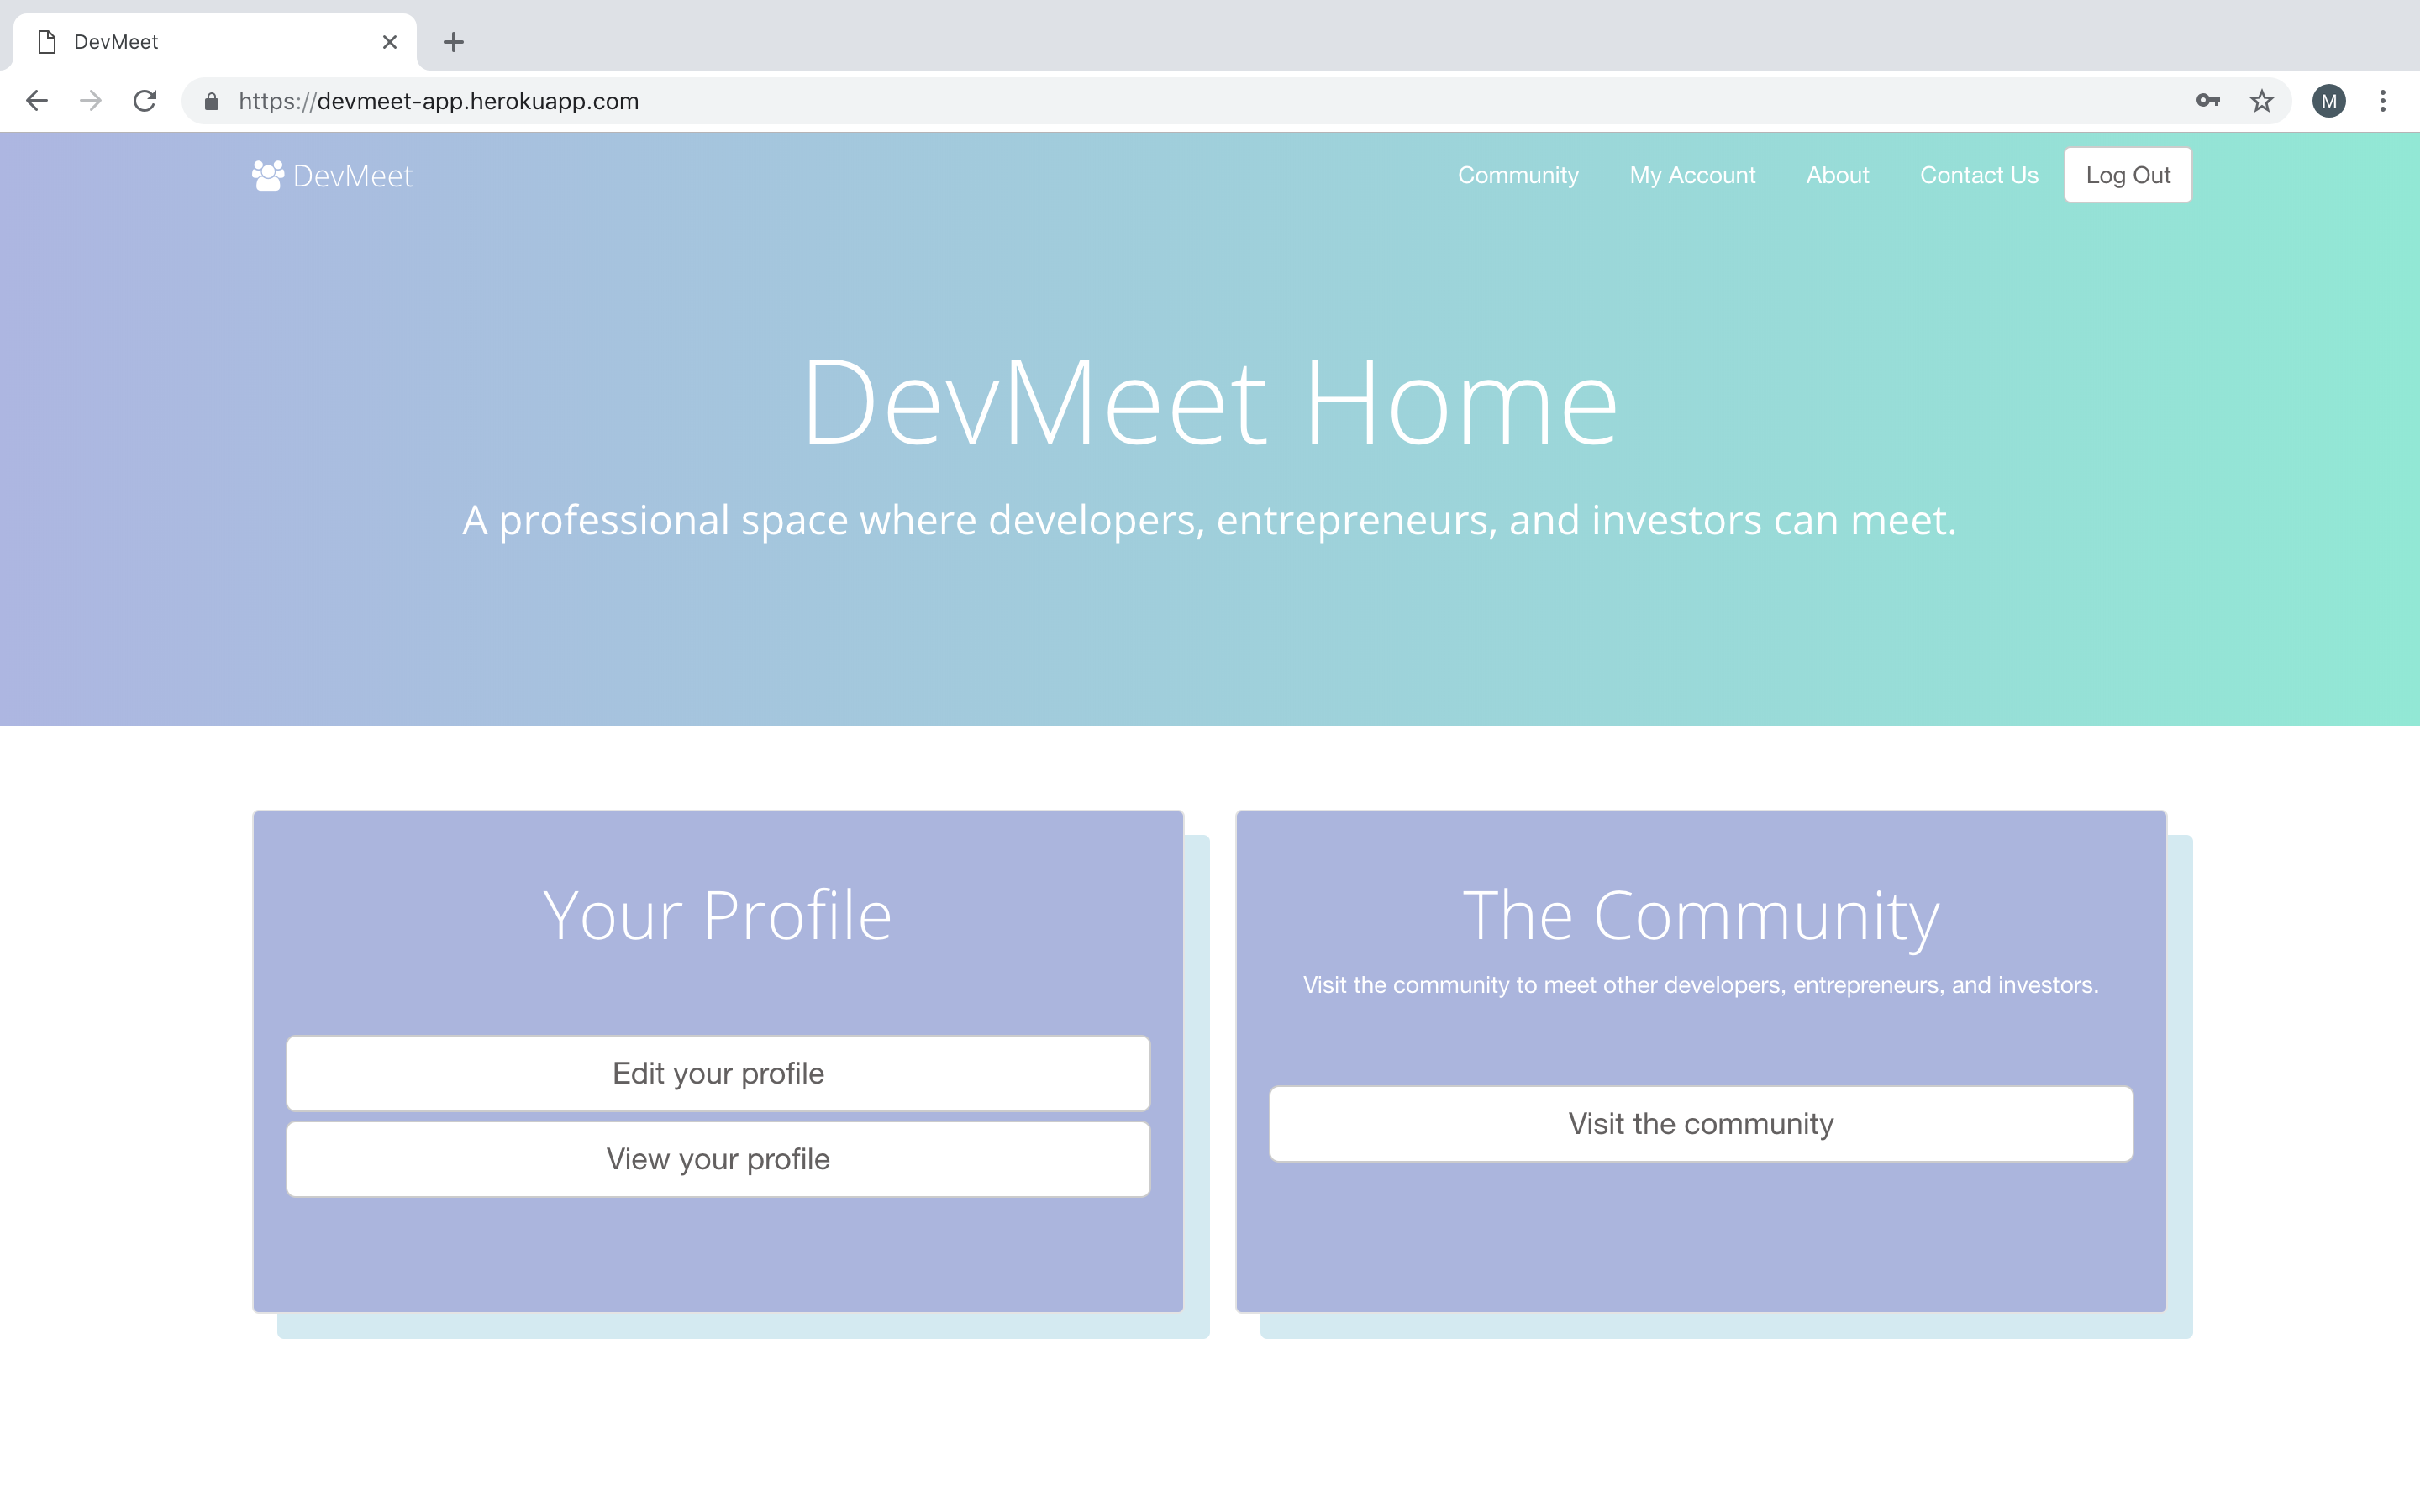 DevMeet
https://devmeet-app.herokuapp.com
M
DevMeet
Community My Account About Contact Us Log Out
DevMeet Home
A professional space where developers, entrepreneurs, and investors can meet.
Your Profile
Edit your profile
View your profile
The Community
Visit the community to meet other developers, entrepreneurs, and investors.
Visit the community